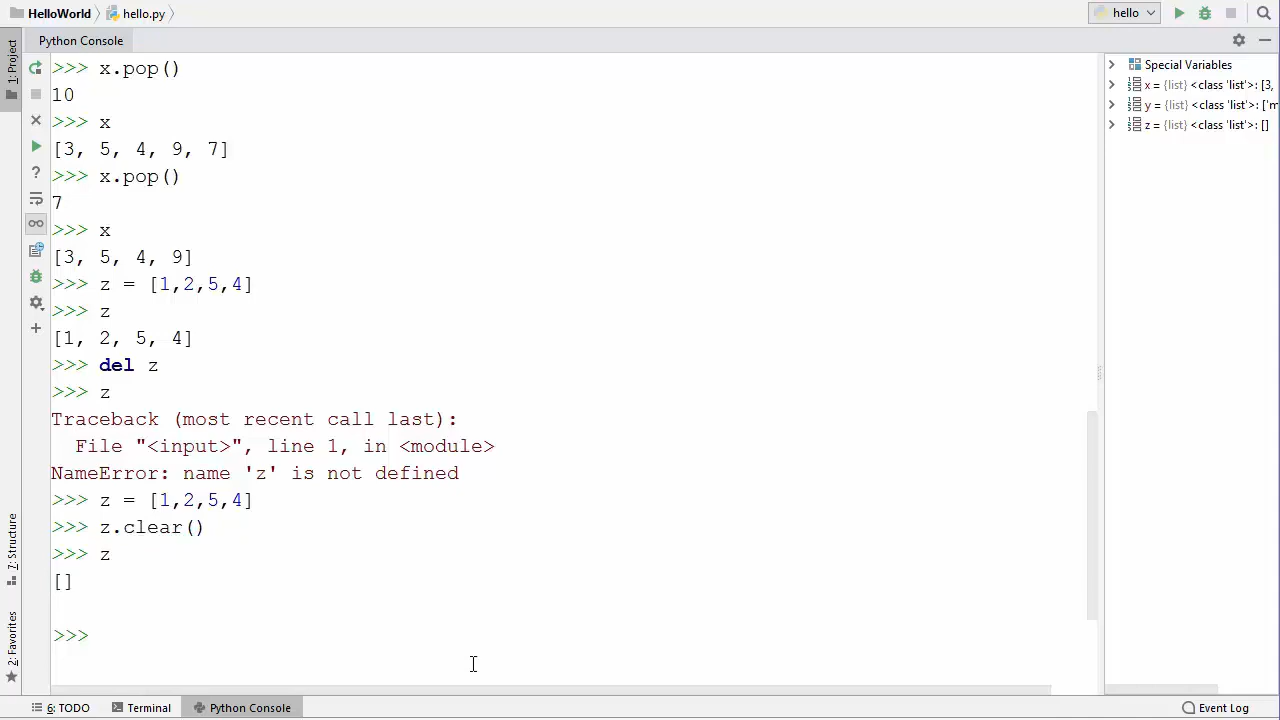 HelloWorld hello.py hello
Python Console
1: Project
7: Structure
2: Favorites
>>> x.pop()
10
>>> x
[3, 5, 4, 9, 7]
>>> x.pop()
7
>>> x
[3, 5, 4, 9]
>>> z = [1,2,5,4]
>>> z
[1, 2, 5, 4]
>>> del z
>>> z
Traceback (most recent call last):
  File "<input>", line 1, in <module>
NameError: name 'z' is not defined
>>> z = [1,2,5,4]
>>> z.clear()
>>> z
[]
>>>
Special Variables
x = {list} <class 'list'>: [3,
y = {list} <class 'list'>: ['m
z = {list} <class 'list'>: []
6: TODO Terminal Python Console Event Log